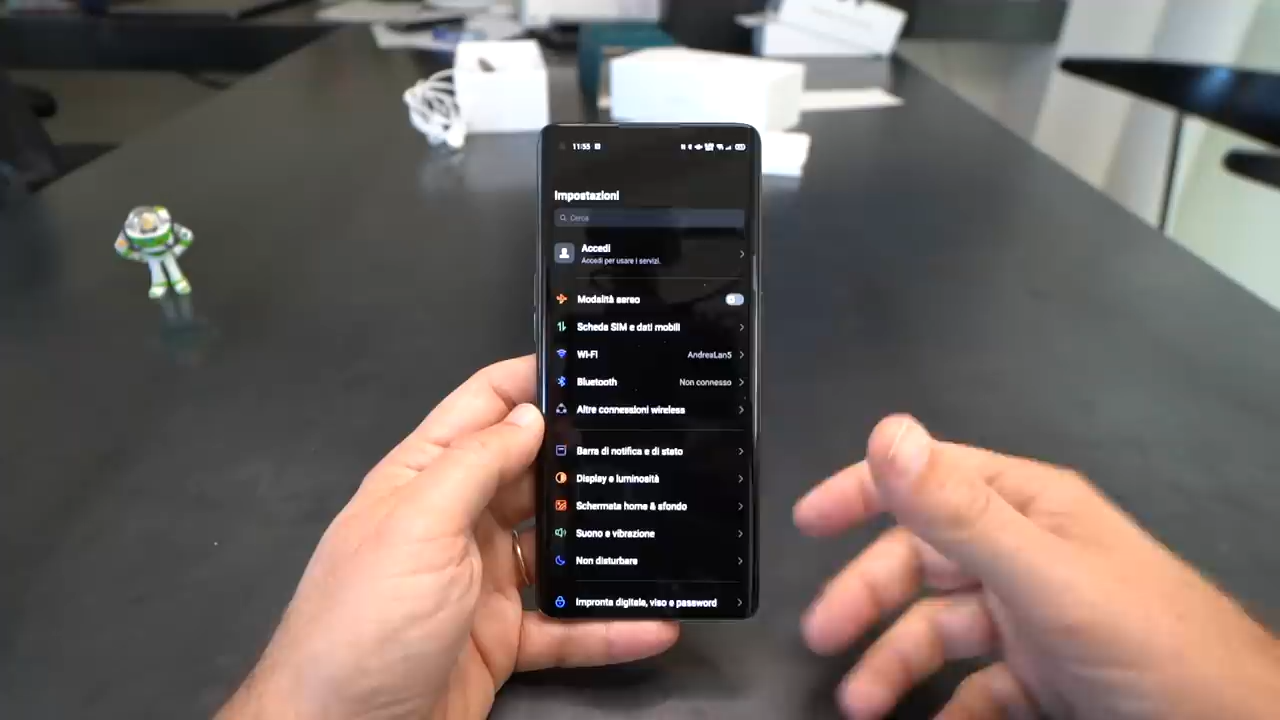 11:55
Impostazioni
Cerca
Accedi
Accedi per usare i servizi.
Modalità aereo
Scheda SIM e dati mobili
Wi-Fi AndreaLan5
Bluetooth Non connesso
Altre connessioni wireless
Barra di notifica e di stato
Display e luminosità
Schermata home & sfondo
Suono e vibrazione
Non disturbare
Impronta digitale, viso e password